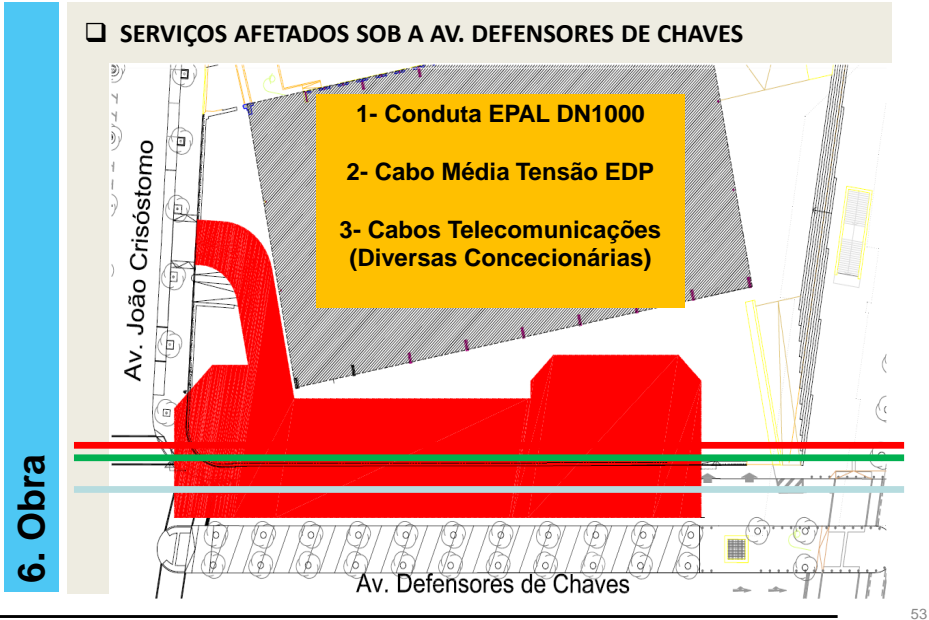 SERVIÇOS AFETADOS SOB A AV. DEFENSORES DE CHAVES
1- Conduta EPAL DN1000
2- Cabo Média Tensão EDP
3- Cabos Telecomunicações
(Diversas Concecionárias)
Av. João Crisóstomo
6. Obra
Av. Defensores de Chaves
53